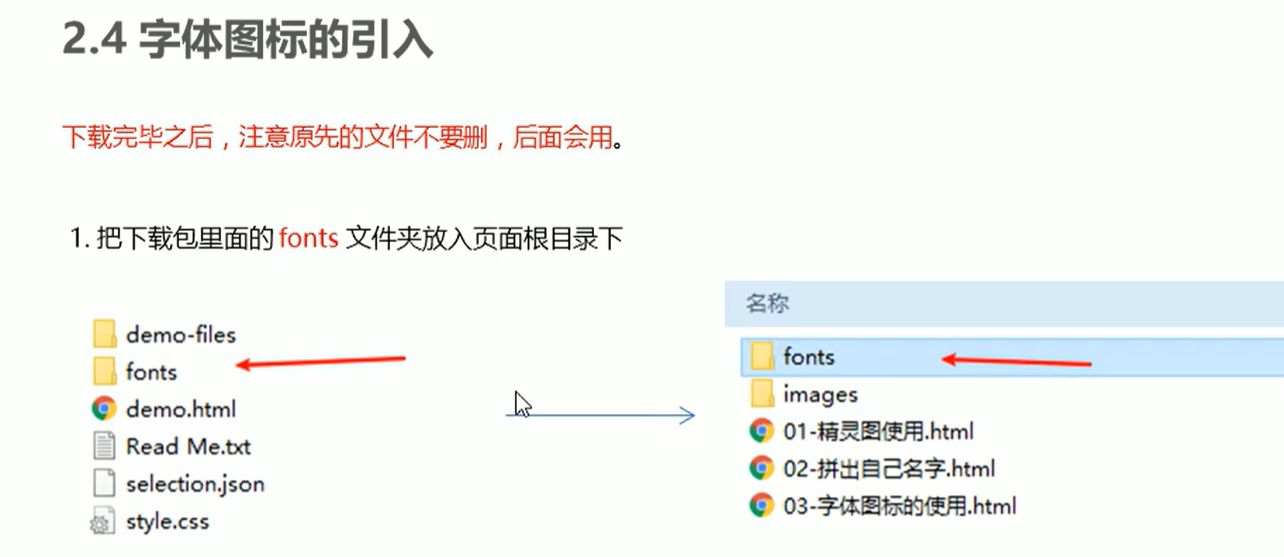 2.4 字体图标的引入
下载完毕之后，注意原先的文件不要删，后面会用。
1. 把下载包里面的 fonts 文件夹放入页面根目录下
demo-files
fonts
demo.html
Read Me.txt
selection.json
style.css
名称
fonts
images
01-精灵图使用.html
02-拼出自己名字.html
03-字体图标的使用.html